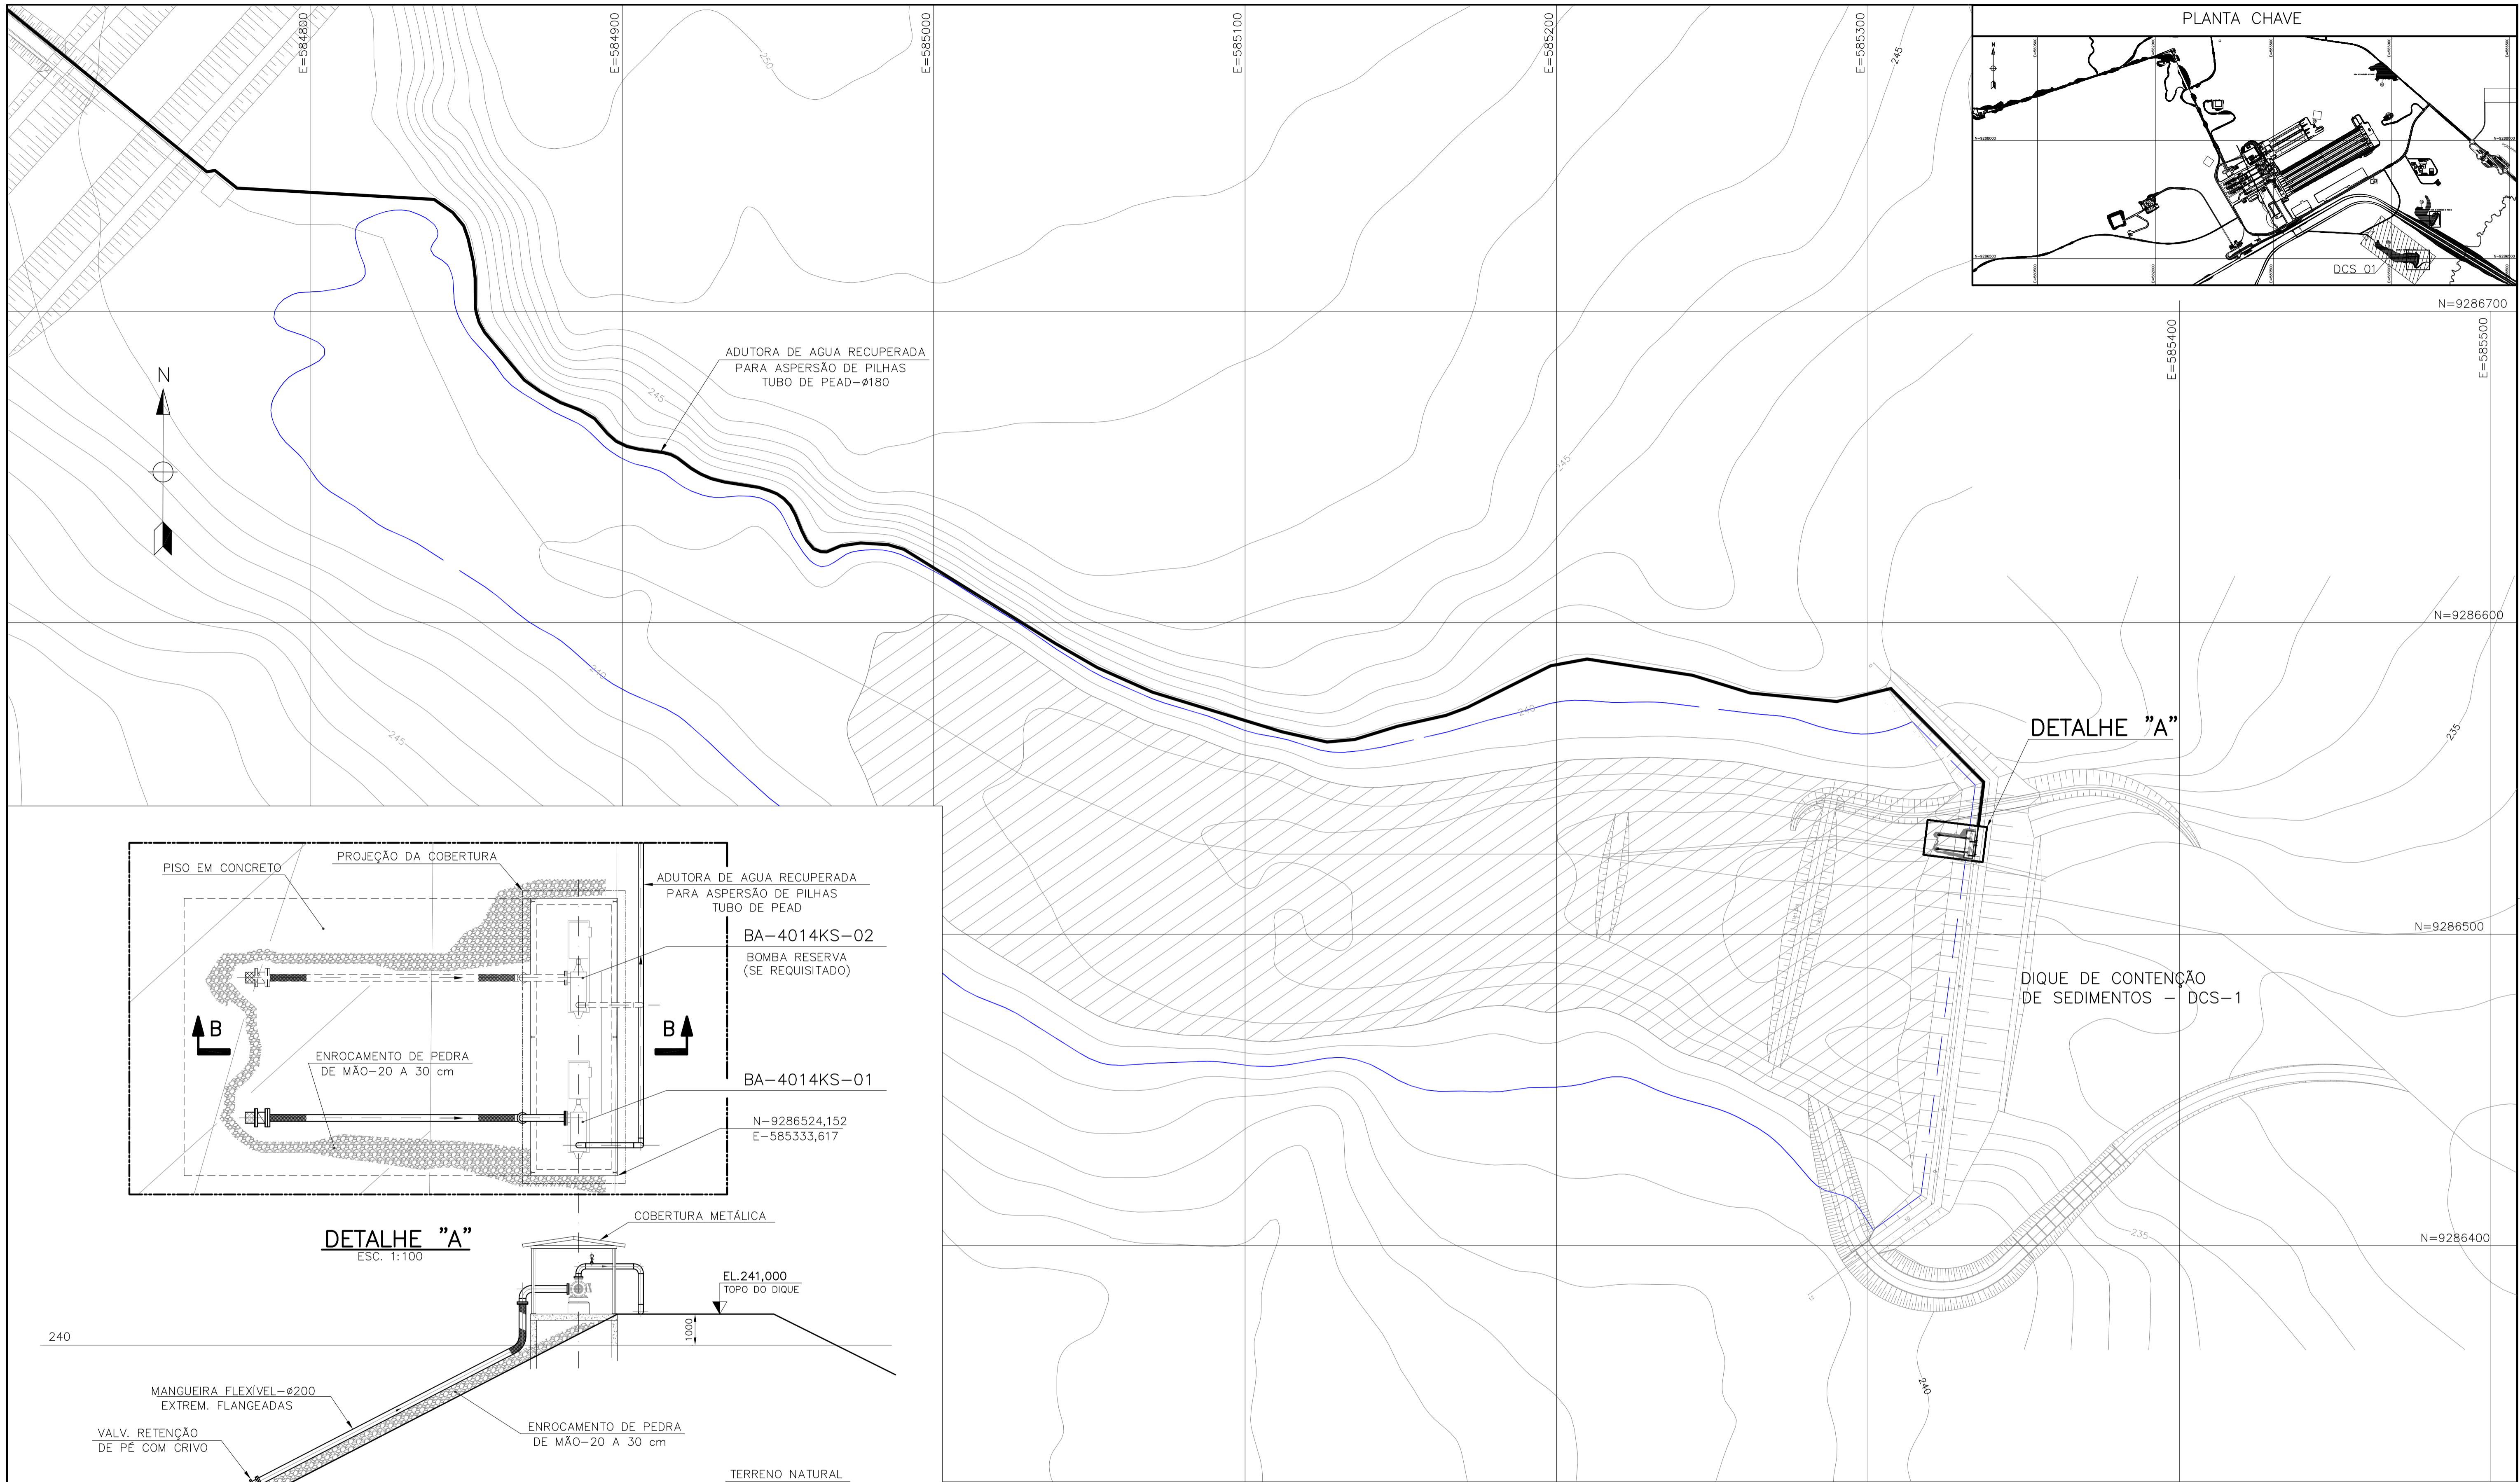 E=584800
E=584900
E=585000
E=585100
E=585200
E=585300
245
250
PLANTA CHAVE
N
DCS 01
N=9286700
E=585400
E=585500
N
ADUTORA DE AGUA RECUPERADA
PARA ASPERSÃO DE PILHAS
TUBO DE PEAD-ø180
245
245
N=9286600
240
245
240
DETALHE "A"
235
N=9286500
DIQUE DE CONTENÇÃO
DE SEDIMENTOS - DCS-1
235
N=9286400
240
PISO EM CONCRETO
PROJEÇÃO DA COBERTURA
ADUTORA DE AGUA RECUPERADA
PARA ASPERSÃO DE PILHAS
TUBO DE PEAD
BA-4014KS-02
BOMBA RESERVA
(SE REQUISITADO)
B
B
ENROCAMENTO DE PEDRA
DE MÃO-20 A 30 cm
BA-4014KS-01
N-9286524,152
E-585333,617
DETALHE "A"
ESC. 1:100
COBERTURA METÁLICA
EL.241,000
TOPO DO DIQUE
1000
240
MANGUEIRA FLEXÍVEL-ø200
EXTREM. FLANGEADAS
VALV. RETENÇÃO
DE PÉ COM CRIVO
ENROCAMENTO DE PEDRA
DE MÃO-20 A 30 cm
TERRENO NATURAL